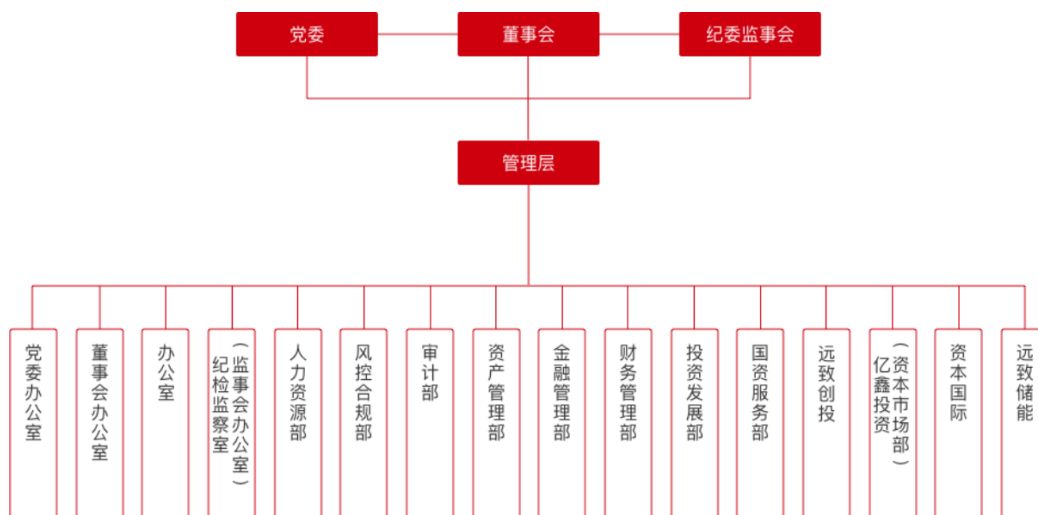 党委
董事会
纪委监事会
管理层
党委办公室
董事会办公室
办公室
纪检监察室
（监事会办公室）
人力资源部
风控合规部
审计部
资产管理部
金融管理部
财务管理部
投资发展部
国资服务部
远致创投
亿鑫投资
（资本市场部）
资本国际
远致储能